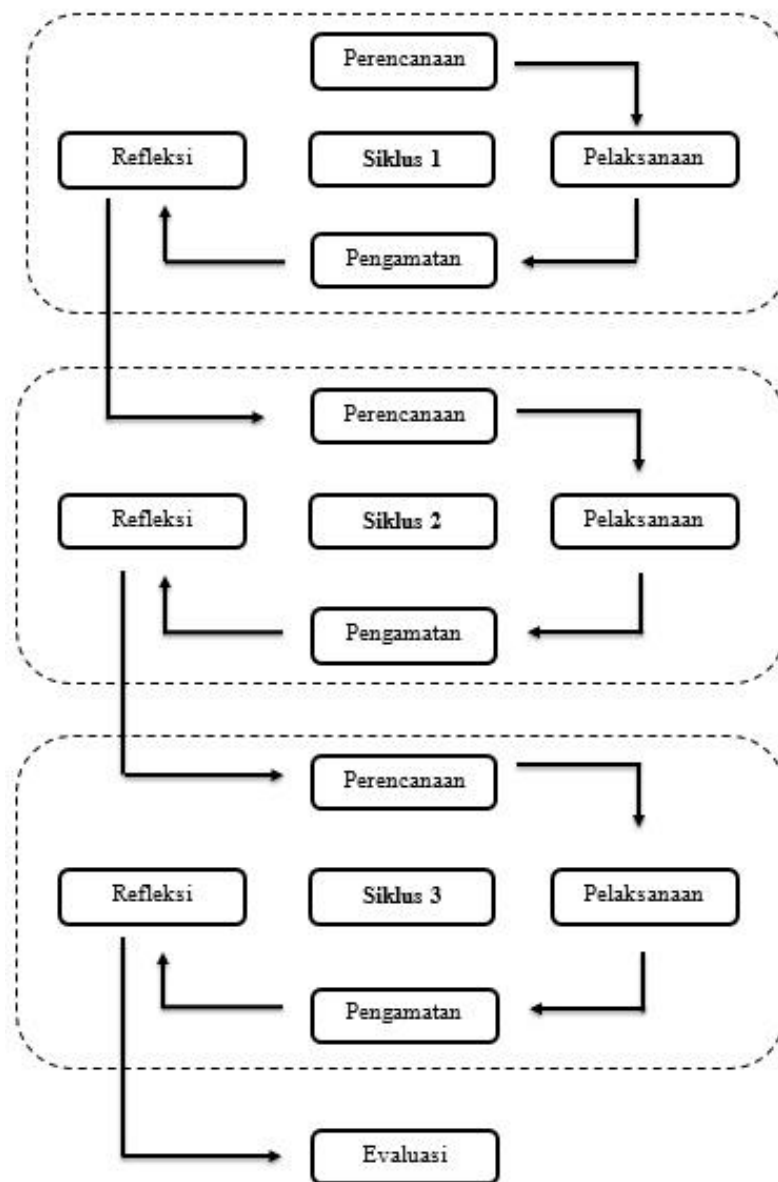 Perencanaan
Refleksi
Siklus 1
Pelaksanaan
Pengamatan
Perencanaan
Refleksi
Siklus 2
Pelaksanaan
Pengamatan
Perencanaan
Refleksi
Siklus 3
Pelaksanaan
Pengamatan
Evaluasi